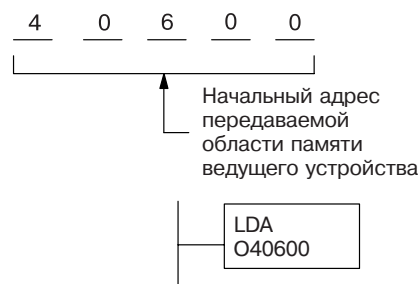 4 0 6 0 0
Начальный адрес
передаваемой
области памяти
ведущего устройства
LDA
O40600